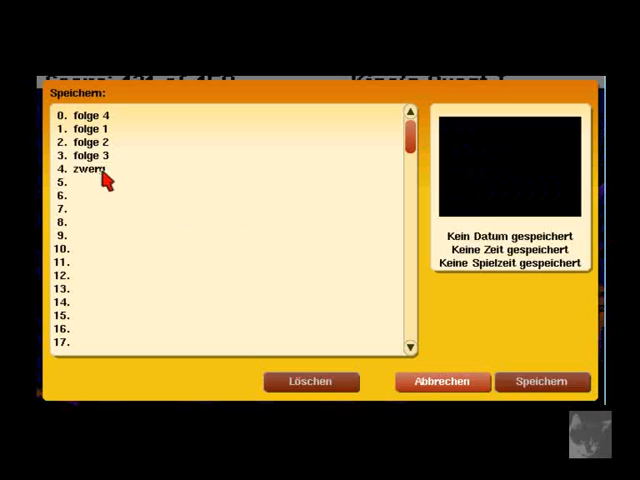 Speichern:
0. folge 4
1. folge 1
2. folge 2
3. folge 3
4. zwerg
5.
6.
7.
8.
9.
10.
11.
12.
13.
14.
15.
16.
17.
Kein Datum gespeichert
Keine Zeit gespeichert
Keine Spielzeit gespeichert
Löschen
Abbrechen
Speichern